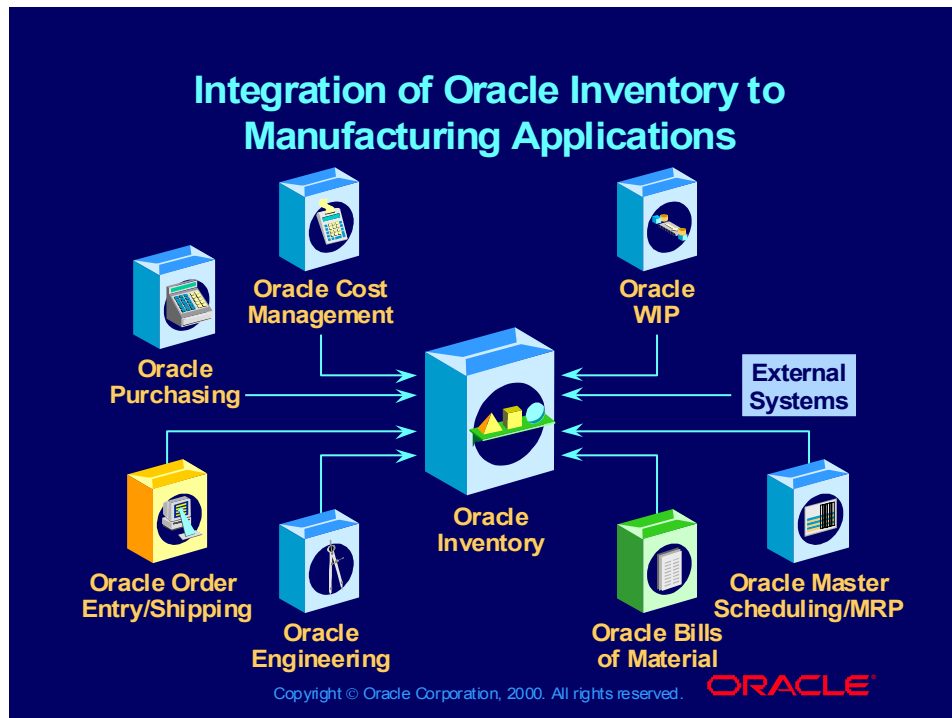 Integration of Oracle Inventory to
Manufacturing Applications
Oracle Cost
Management
Oracle
WIP
Oracle
Purchasing
External
Systems
Oracle
Inventory
Oracle Order
Entry/Shipping
Oracle
Engineering
Oracle Bills
of Material
Oracle Master
Scheduling/MRP
Copyright © Oracle Corporation, 2000. All rights reserved.
ORACLE®